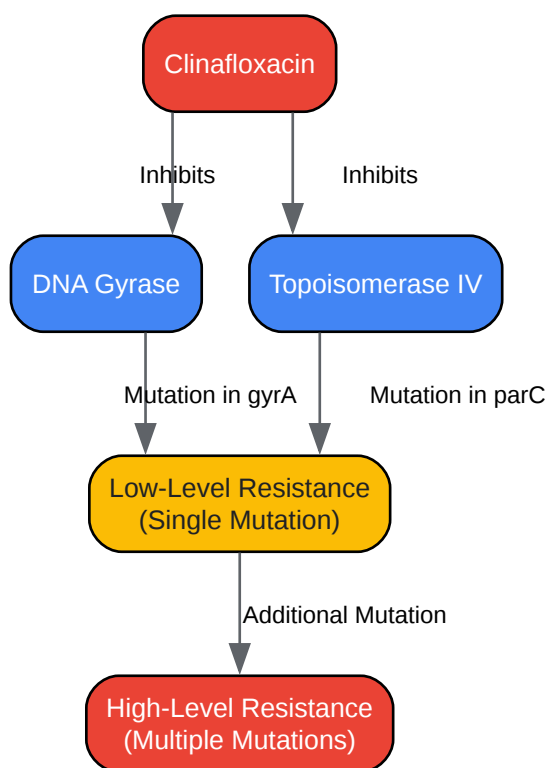 Clinafloxacin
Inhibits
Inhibits
DNA Gyrase
Topoisomerase IV
Mutation in gyrA
Mutation in parC
Low-Level Resistance
(Single Mutation)
Additional Mutation
High-Level Resistance
(Multiple Mutations)